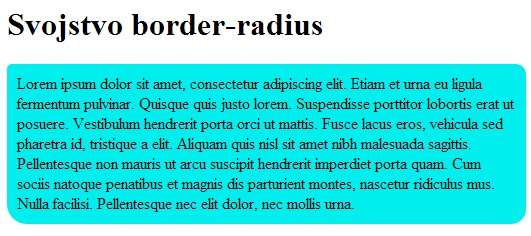 Svojstvo border-radius
Lorem ipsum dolor sit amet, consectetur adipiscing elit. Etiam et urna eu ligula
fermentum pulvinar. Quisque quis justo lorem. Suspendisse porttitor lobortis erat ut
posuere. Vestibulum hendrerit porta orci ut mattis. Fusce lacus eros, vehicula sed
pharetra id, tristique a elit. Aliquam quis nisl sit amet nibh malesuada sagittis.
Pellentesque non mauris ut arcu suscipit hendrerit imperdiet porta quam. Cum
sociis natoque penatibus et magnis dis parturient montes, nascetur ridiculus mus.
Nulla facilisi. Pellentesque nec elit dolor, nec mollis urna.